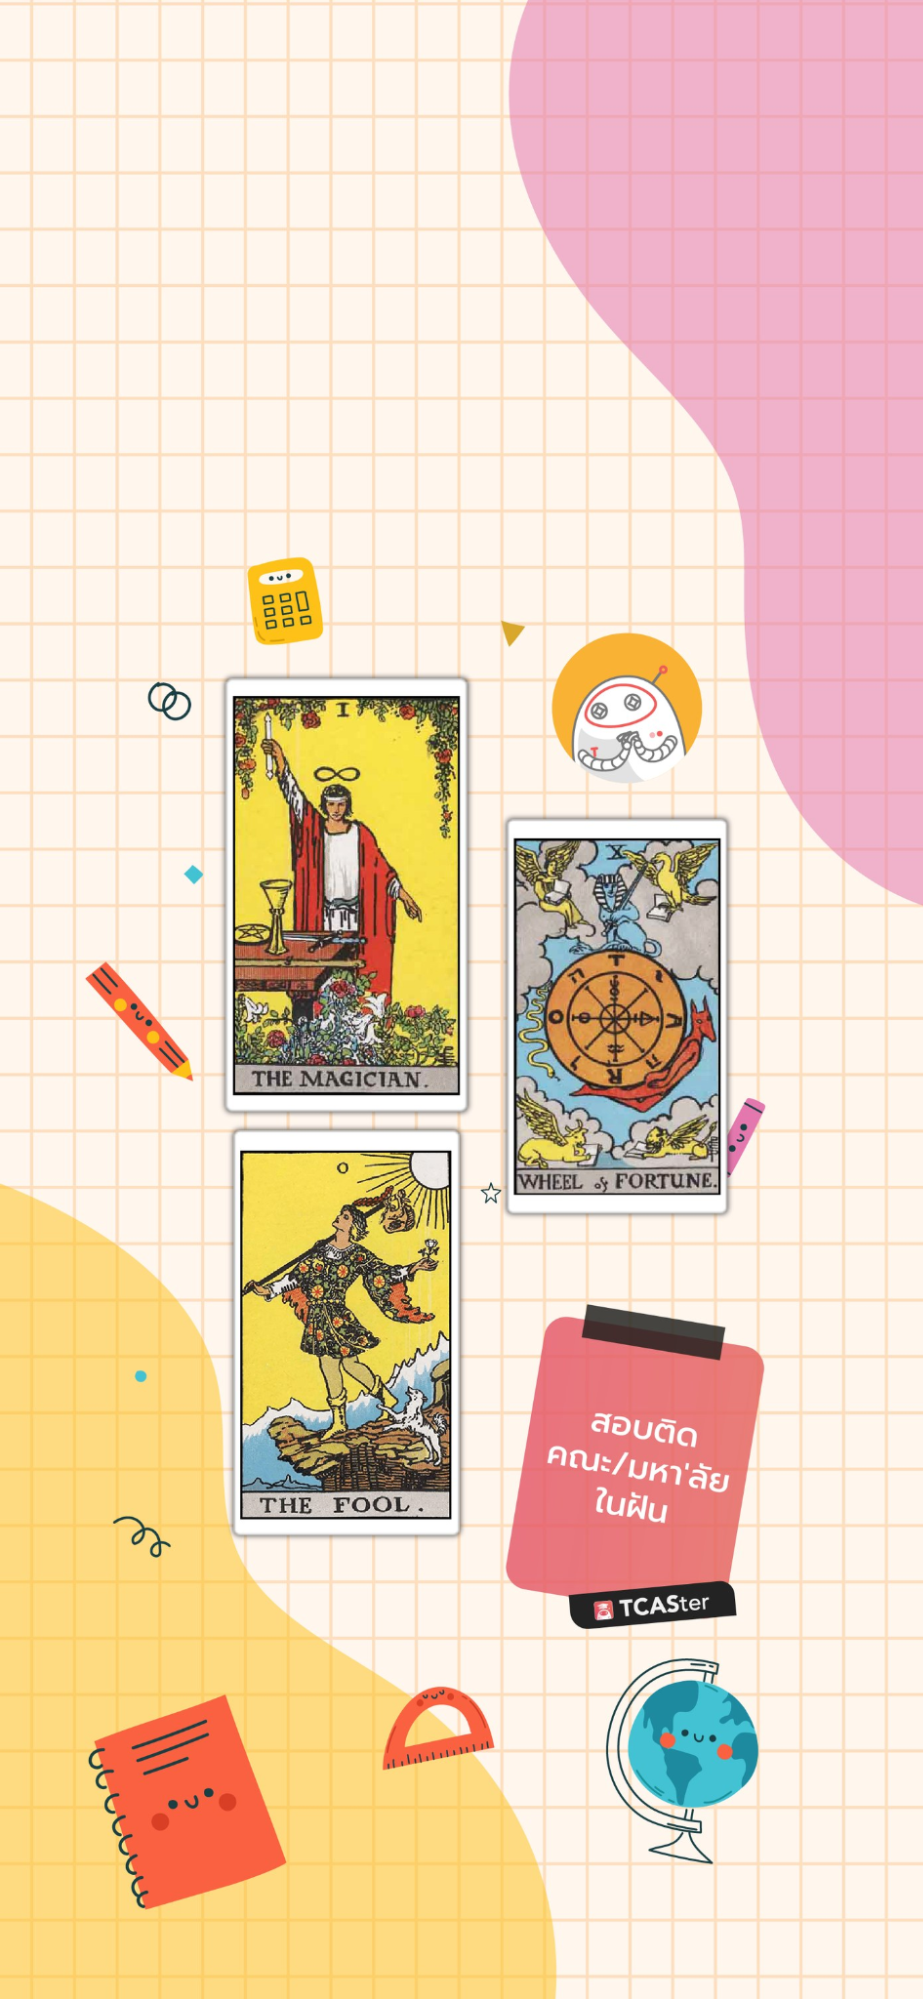 I
THE MAGICIAN.
X
WHEEL of FORTUNE.
0
THE FOOL.
สอบติด
คณะ/มหา'ลัย
ในฝัน
TCASter